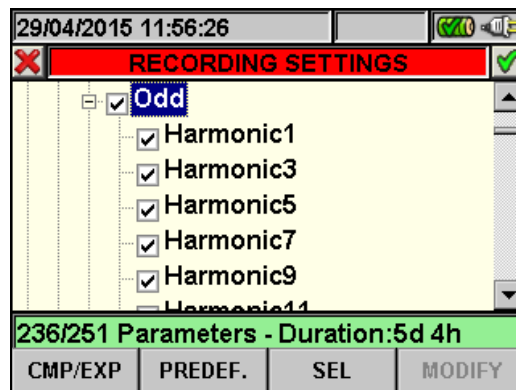 29/04/2015 11:56:26
RECORDING SETTINGS
Odd
Harmonic1
Harmonic3
Harmonic5
Harmonic7
Harmonic9
Harmonic11
236/251 Parameters - Duration:5d 4h
CMP/EXP PREDEF. SEL MODIFY